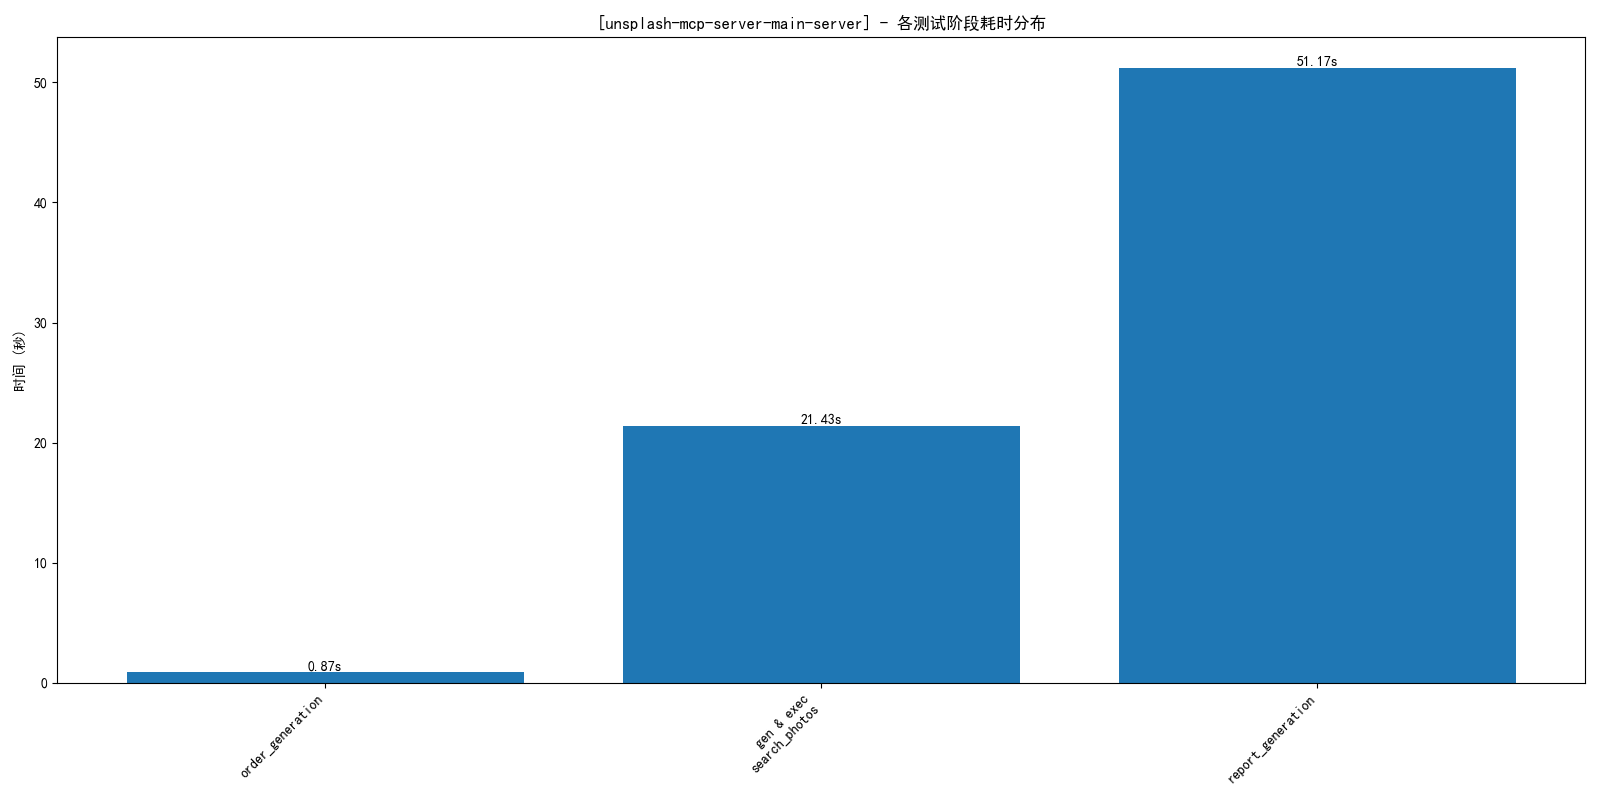 [unsplash-mcp-server-main-server] - 各测试阶段耗时分布
时间 (秒)
50
40
30
20
10
0
0.87s
21.43s
51.17s
order_generation
gen & exec
search_photos
report_generation